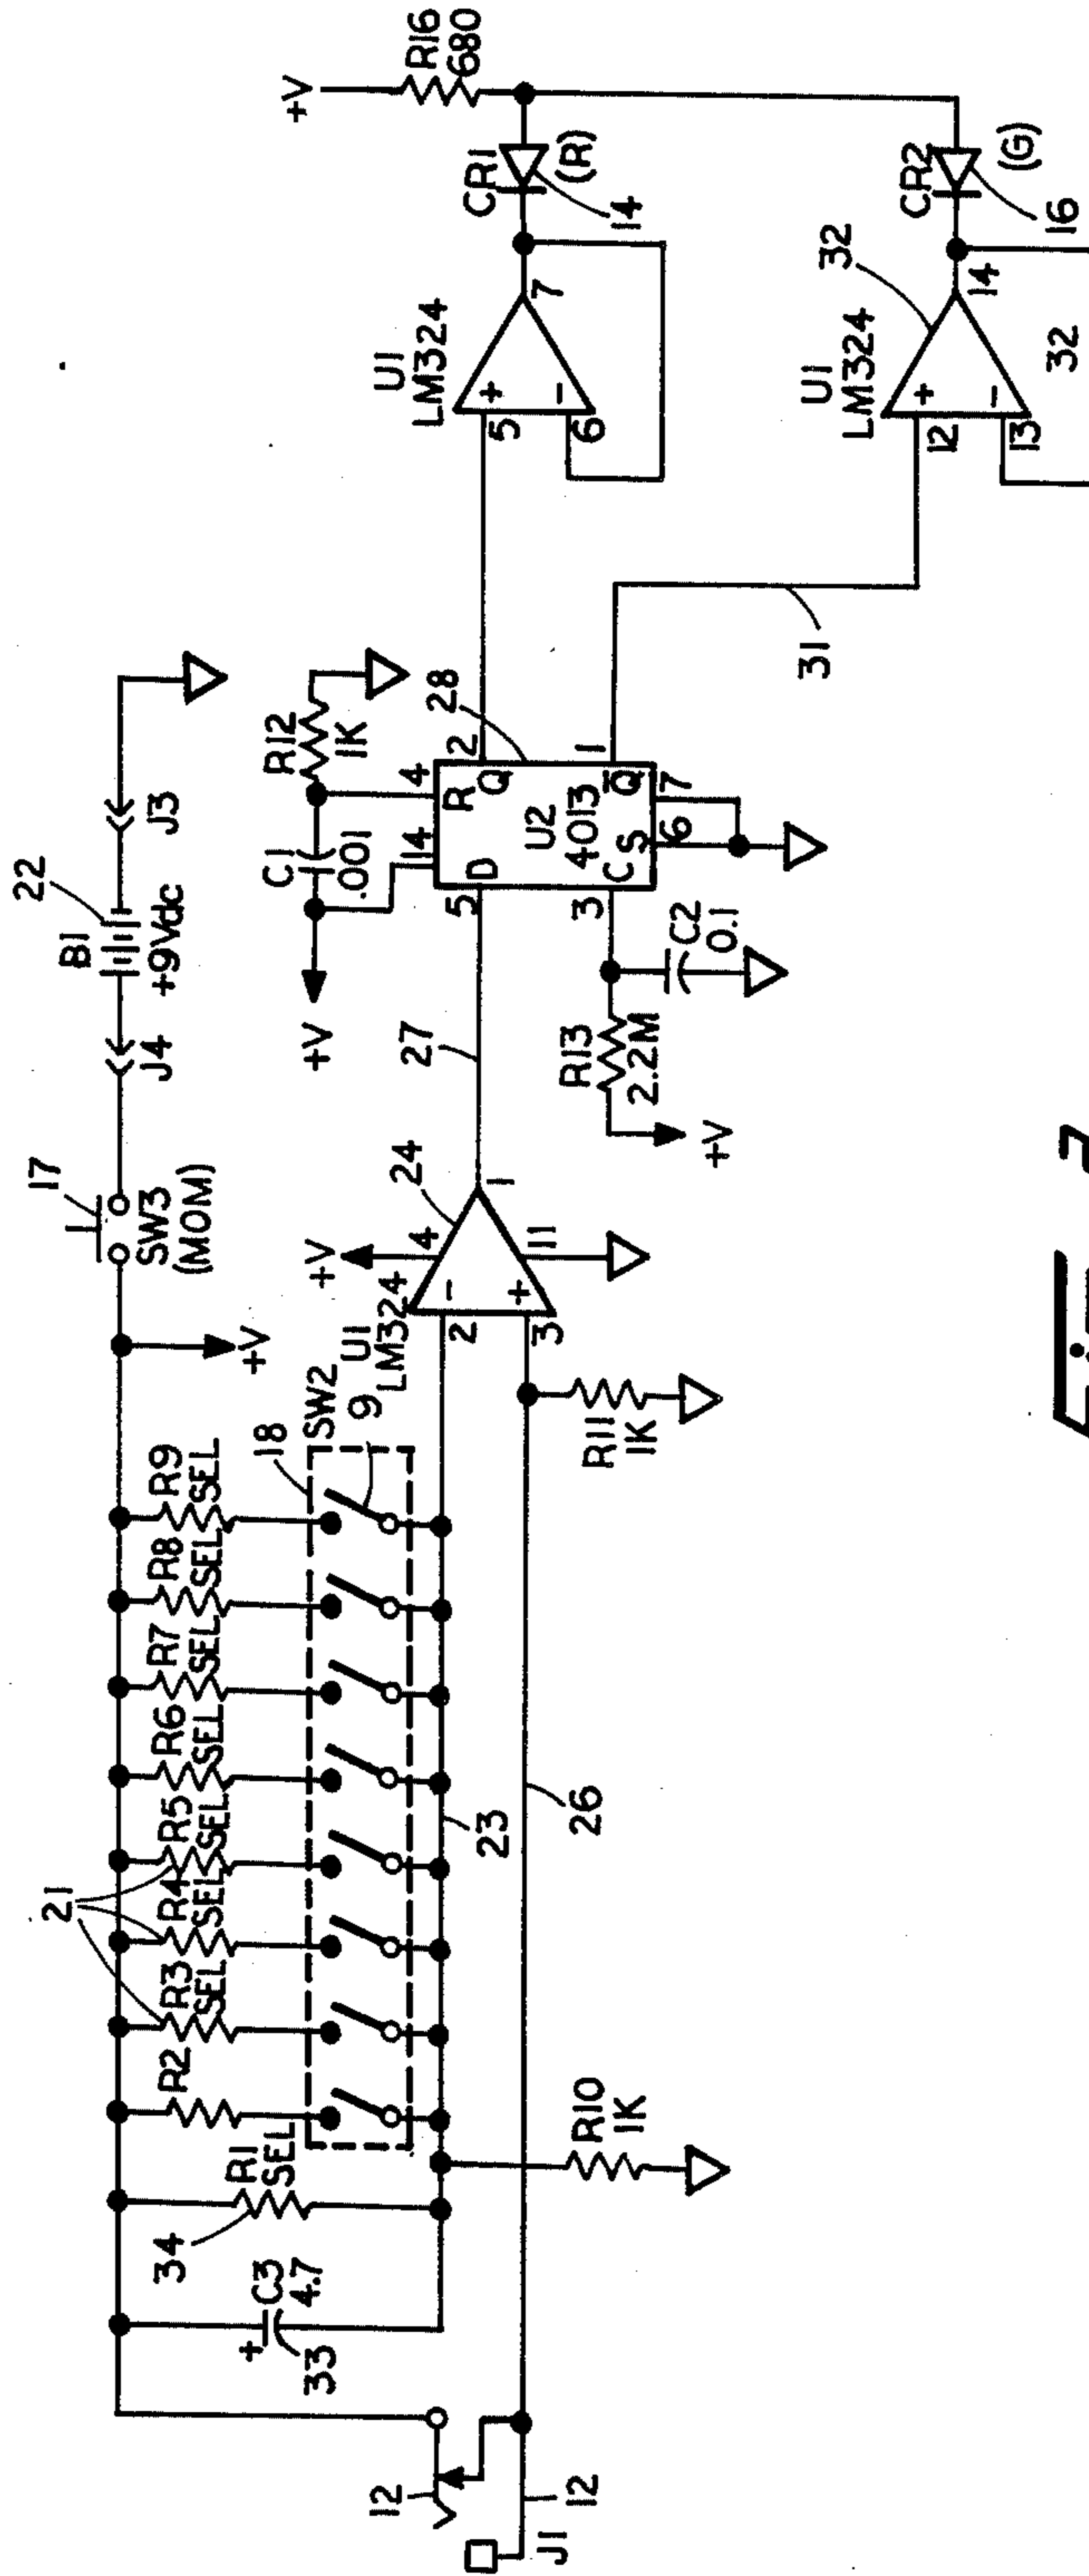 22
B1
+9Vdc
J4
J3
17
SW3
(MOM)
+V
21
R2
R3
SEL
R4
SEL
R5
SEL
R6
SEL
R7
SEL
R8
SEL
R9
SEL
R1
SEL
34
+
C3
4.7
33
18
SW2
9
12
12
J1
23
26
R10
1K
R11
1K
U1
LM324
+V
4
24
2
-
3
+
11
1
27
+V
C1
.001
R12
1K
14
4
28
5
D
R
2
Q
U2
4013
3
C
S
Q
1
6
7
R13
2.2M
+V
C2
0.1
31
U1
LM324
5
+
6
-
7
CR1
(R)
14
+V
R16
680
U1
LM324
32
12
+
13
-
14
32
CR2
(G)
16